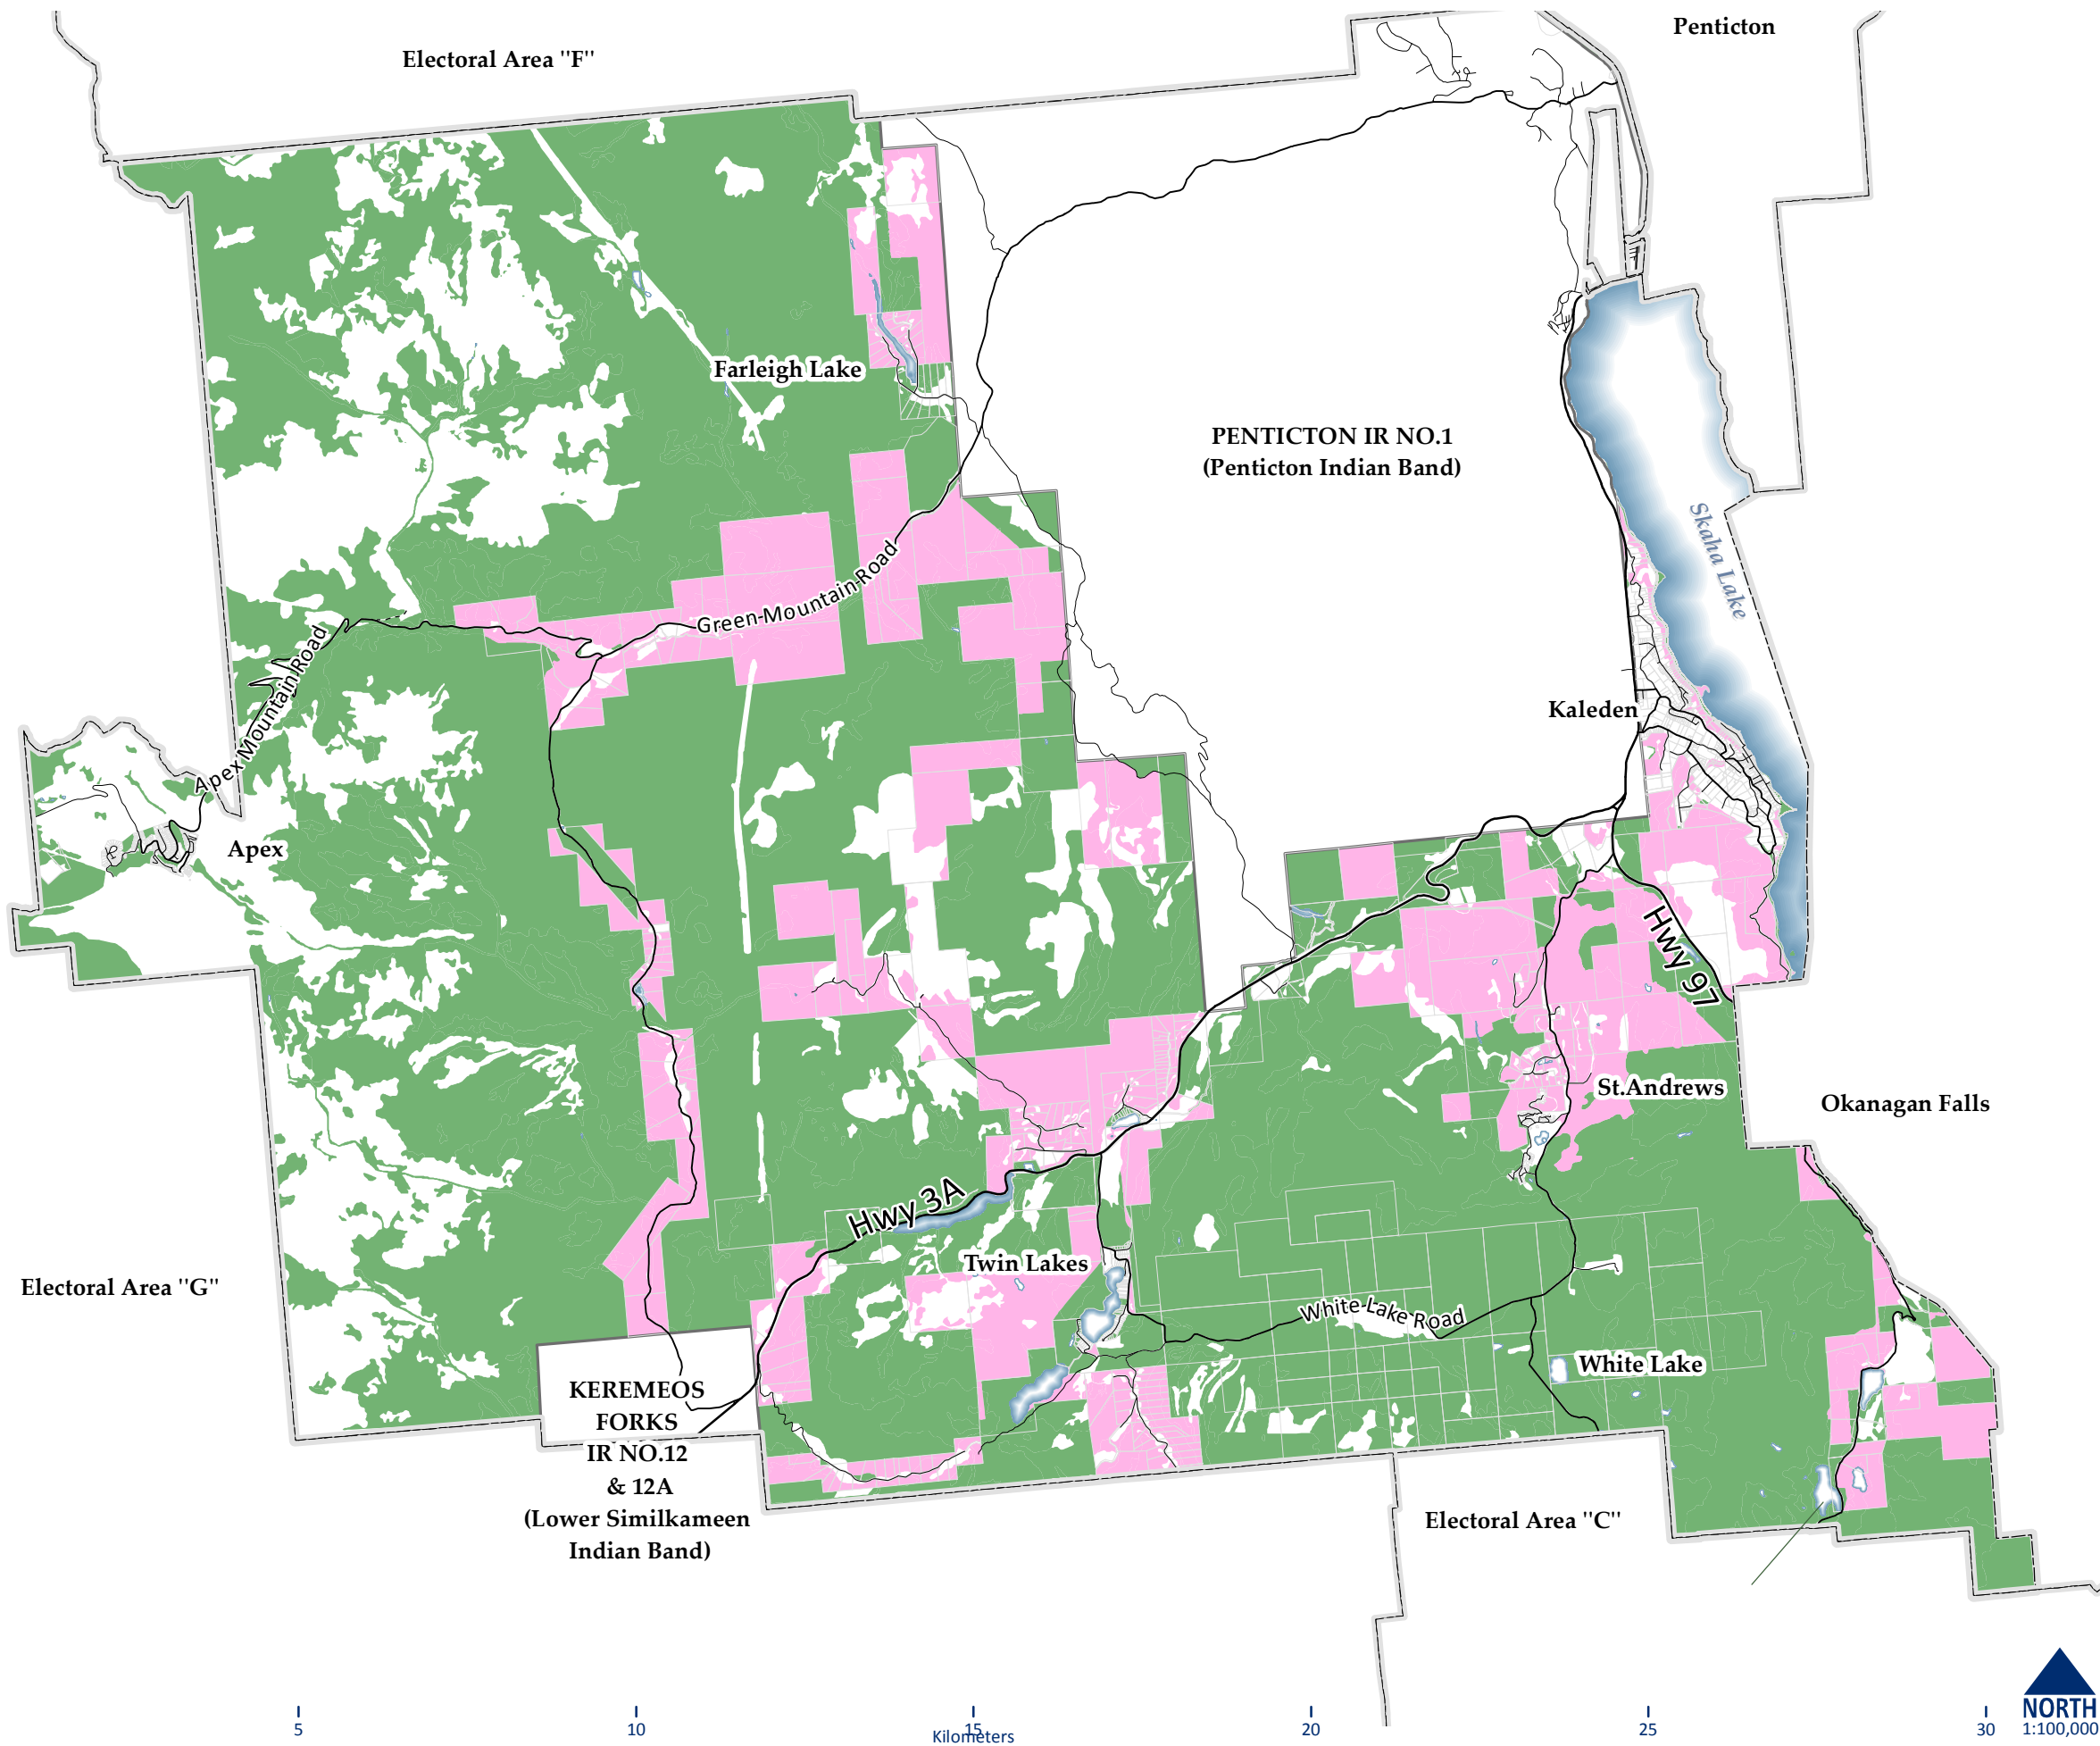 Penticton
Electoral Area "F"
Farleigh Lake
PENTICTON IR NO.1
(Penticton Indian Band)
Skaha Lake
Green Mountain Road
Apex Mountain Road
Kaleden
Apex
Hwy 97
St.Andrews
Okanagan Falls
Hwy 3A
Twin Lakes
Electoral Area "G"
White Lake Road
White Lake
KEREMEOS
FORKS
IR NO.12
& 12A
(Lower Similkameen
Indian Band)
Electoral Area "C"
5
10
15
20
25
30
Kilometers
NORTH
1:100,000